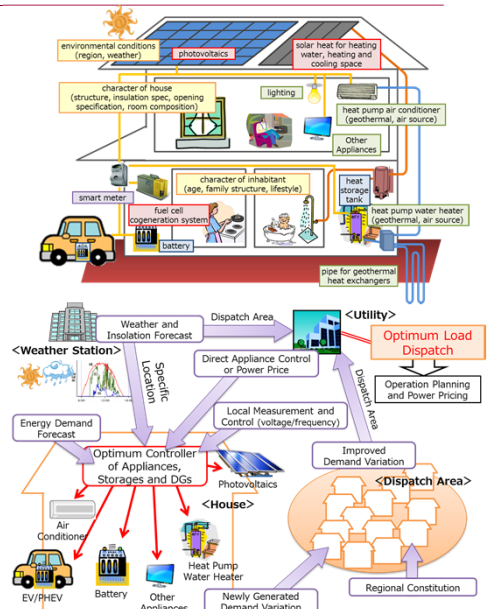 environmental conditions
(region, weather)
photovoltaics
solar heat for heating
water, heating and
cooling space
character of house
(structure, insulation spec, opening
specification, room composition)
lighting
heat pump air conditioner
(geothermal, air source)
Other
Appliances
character of inhabitant
(age, family structure, lifestyle)
heat
storage
tank
smart meter
fuel cell
cogeneration system
heat pump water heater
(geothermal, air source)
battery
pipe for geothermal
heat exchangers
Weather and
Insolation Forecast
Dispatch Area
<Utility>
Optimum Load
Dispatch
<Weather Station>
Specific
Location
Direct Appliance Control
or Power Price
Dispatch Area
Operation Planning
and Power Pricing
Local Measurement and
Control (voltage/frequency)
Energy Demand
Forecast
Optimum Controller
of Appliances,
Storages and DGs
Photovoltaics
Improved
Demand Variation
<Dispatch Area>
<House>
Air
Conditioner
Heat Pump
Water Heater
EV/PHEV
Battery
Other
Appliances
Newly Generated
Demand Variation
Regional Constitution